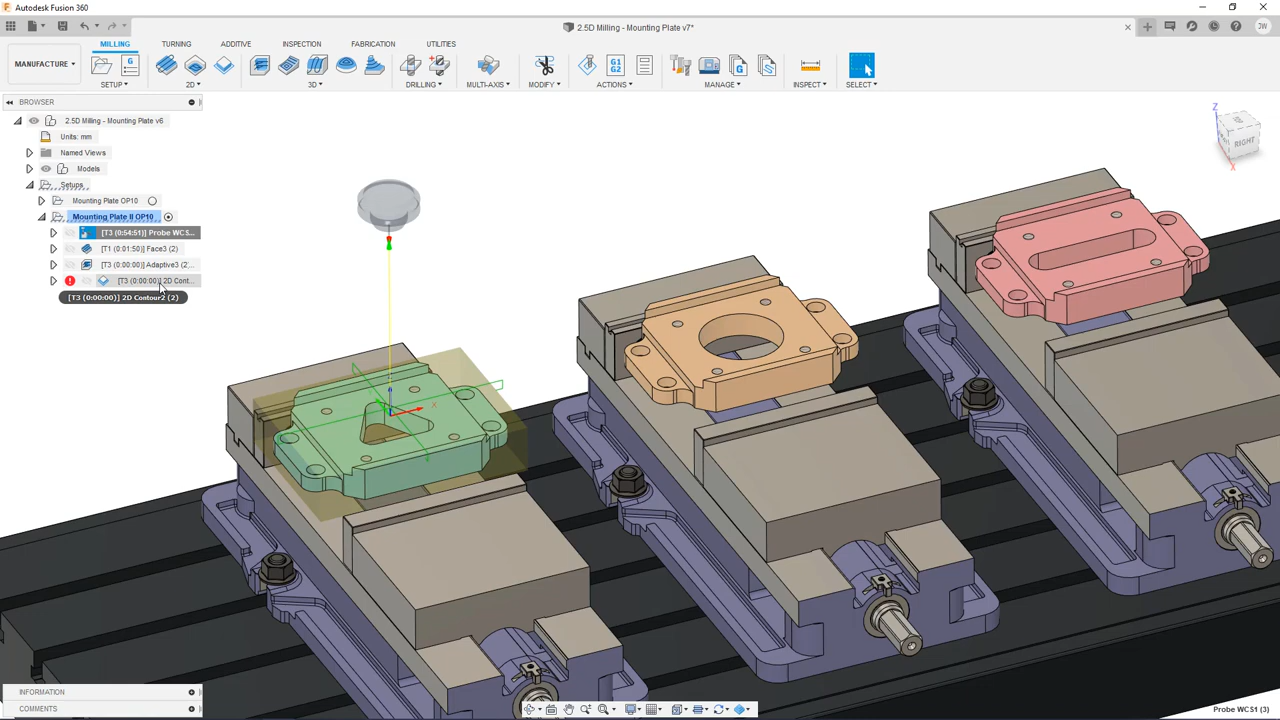 Autodesk Fusion 360
2.5D Milling - Mounting Plate v7*
JW
MANUFACTURE
MILLING TURNING ADDITIVE INSPECTION FABRICATION UTILITIES
G
G1
G2
G
SETUP 2D 3D DRILLING MULTI-AXIS MODIFY ACTIONS MANAGE INSPECT SELECT
BROWSER
2.5D Milling - Mounting Plate v6
Units: mm
Named Views
Models
Setups
Mounting Plate OP10
Mounting Plate II OP10
[T3 (0:54:51)] Probe WCS...
[T1 (0:01:50)] Face3 (2)
[T3 (0:00:00)] Adaptive3 (2)...
[T3 (0:00:00)] 2D Cont...
[T3 (0:00:00)] 2D Contour2 (2)
Z
RIGHT
X
X
INFORMATION
COMMENTS
Probe WCS1 (3)